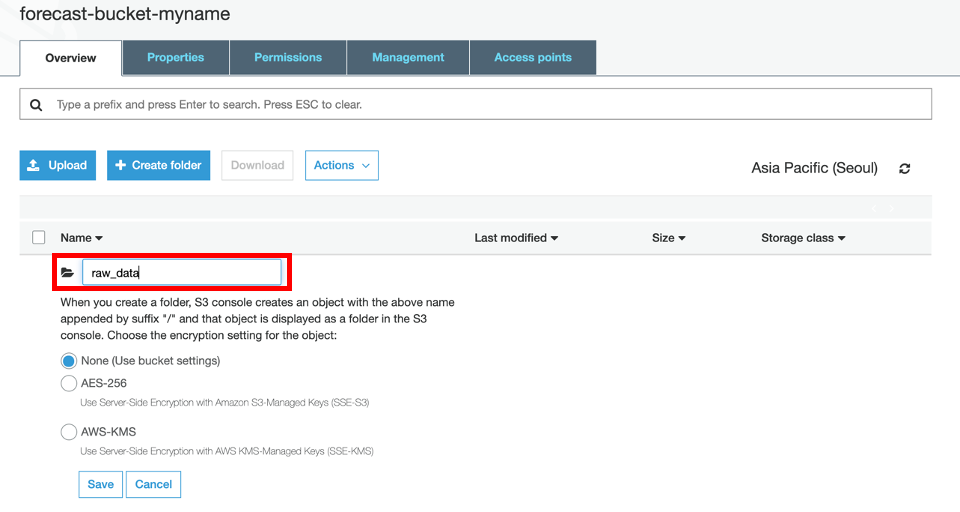 forecast-bucket-myname
Overview Properties Permissions Management Access points
Type a prefix and press Enter to search. Press ESC to clear.
Upload Create folder Download Actions Asia Pacific (Seoul)
Name Last modified Size Storage class
raw_data
When you create a folder, S3 console creates an object with the above name
appended by suffix "/" and that object is displayed as a folder in the S3
console. Choose the encryption setting for the object:
None (Use bucket settings)
AES-256
Use Server-Side Encryption with Amazon S3-Managed Keys (SSE-S3)
AWS-KMS
Use Server-Side Encryption with AWS KMS-Managed Keys (SSE-KMS)
Save Cancel